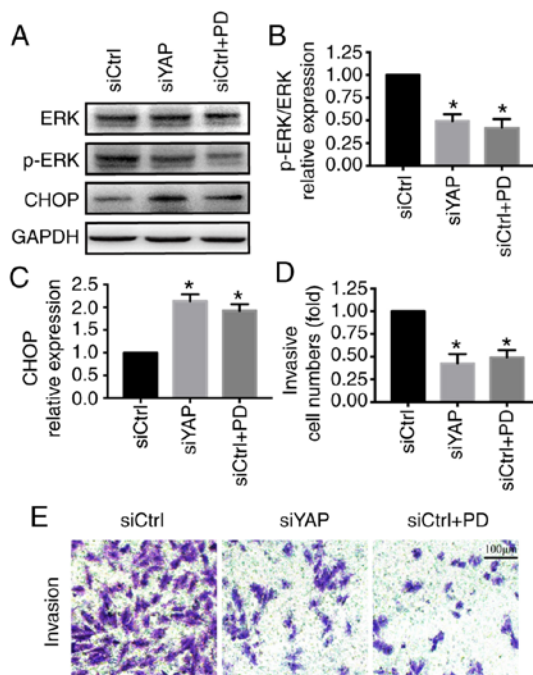 A
siCtrl
siYAP
siCtrl+PD
ERK
p-ERK
CHOP
GAPDH
B
p-ERK/ERK
relative expression
1.25
1.00
0.75
0.50
0.25
0.00
*
*
siCtrl
siYAP
siCtrl+PD
C
CHOP
relative expression
2.5
2.0
1.5
1.0
0.5
0.0
*
*
siCtrl
siYAP
siCtrl+PD
D
Invasive
cell numbers (fold)
1.25
1.00
0.75
0.50
0.25
0.00
*
*
siCtrl
siYAP
siCtrl+PD
E
siCtrl
siYAP
siCtrl+PD
Invasion
100μm